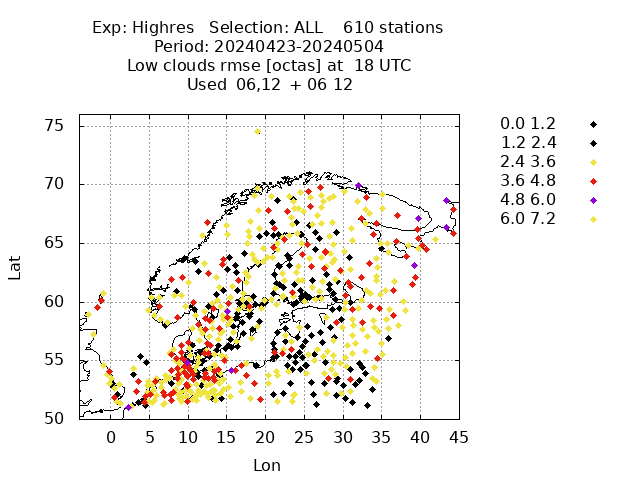 Exp: Highres   Selection: ALL    610 stations
Period: 20240423-20240504
Low clouds rmse [octas] at  18 UTC
Used  06,12  + 06 12
0.0 1.2
1.2 2.4
2.4 3.6
3.6 4.8
4.8 6.0
6.0 7.2
75
70
65
60
55
50
Lat
0 5 10 15 20 25 30 35 40 45
Lon